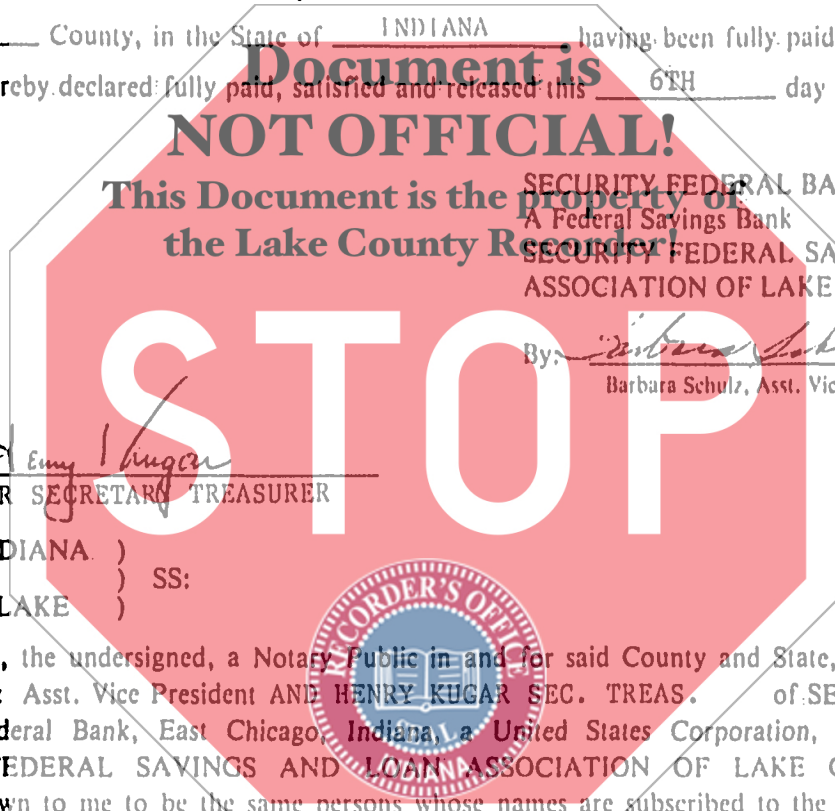 County, in the State of INDIANA having been fully paid
reby declared fully paid, satisfied and released this 6TH day
Document is
NOT OFFICIAL!
This Document is the property of
the Lake County Recorder!
SECURITY FEDERAL BA
A Federal Savings Bank
SECURITY FEDERAL SA
ASSOCIATION OF LAKE
By:
Barbara Schulz, Asst. Vic
STOP
R SECRETARY TREASURER
DIANA )
) SS:
LAKE )
RECORDER'S OFFICE
SEAL
INDIANA
, the undersigned, a Notary Public in and for said County and State,
: Asst. Vice President AND HENRY KUGAR SEC. TREAS. of SE
deral Bank, East Chicago, Indiana, a United States Corporation,
FEDERAL SAVINGS AND LOAN ASSOCIATION OF LAKE C
wn to me to be the same persons whose names are subscribed to the